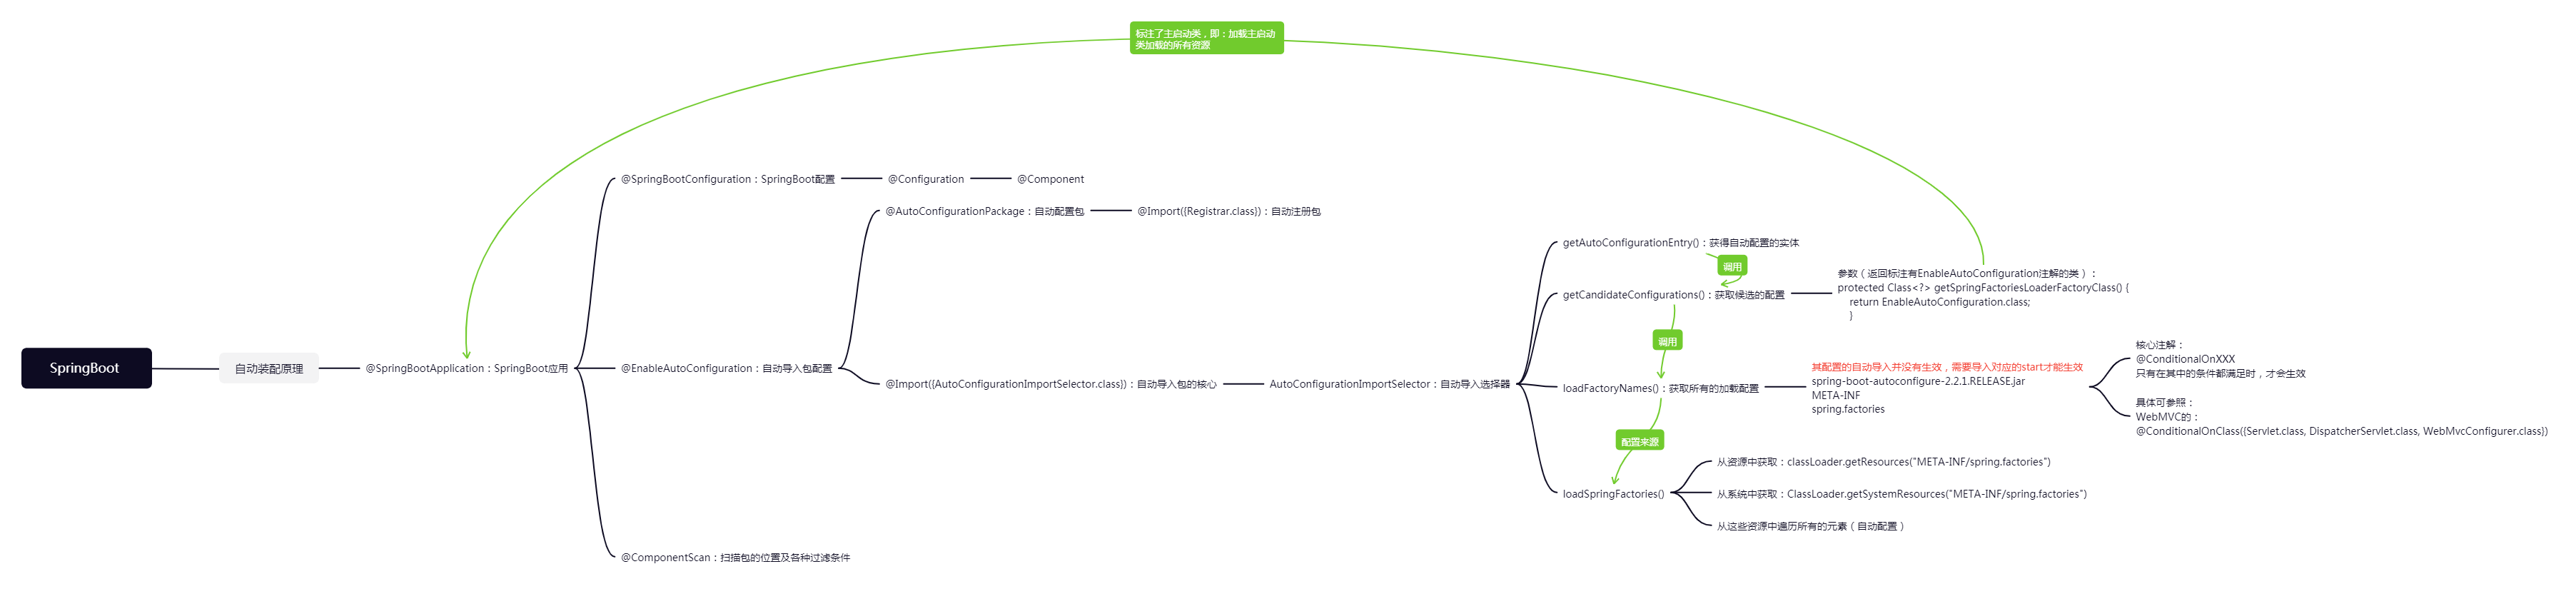 标注了主启动类，即：加载主启动
类加载的所有资源
SpringBoot
自动装配原理
@SpringBootApplication：SpringBoot应用
@SpringBootConfiguration：SpringBoot配置
@Configuration
@Component
@EnableAutoConfiguration：自动导入包配置
@AutoConfigurationPackage：自动配置包
@Import({Registrar.class})：自动注册包
@Import({AutoConfigurationImportSelector.class})：自动导入包的核心
AutoConfigurationImportSelector：自动导入选择器
getAutoConfigurationEntry()：获得自动配置的实体
调用
getCandidateConfigurations()：获取候选的配置
参数（返回标注有EnableAutoConfiguration注解的类）：
protected Class<?> getSpringFactoriesLoaderFactoryClass() {
return EnableAutoConfiguration.class;
}
调用
loadFactoryNames()：获取所有的加载配置
其配置的自动导入并没有生效，需要导入对应的start才能生效
spring-boot-autoconfigure-2.2.1.RELEASE.jar
META-INF
spring.factories
核心注解：
@ConditionalOnXXX
只有在其中的条件都满足时，才会生效
具体可参照：
WebMVC的：
@ConditionalOnClass({Servlet.class, DispatcherServlet.class, WebMvcConfigurer.class})
配置来源
loadSpringFactories()
从资源中获取：classLoader.getResources("META-INF/spring.factories")
从系统中获取：ClassLoader.getSystemResources("META-INF/spring.factories")
从这些资源中遍历所有的元素（自动配置）
@ComponentScan：扫描包的位置及各种过滤条件